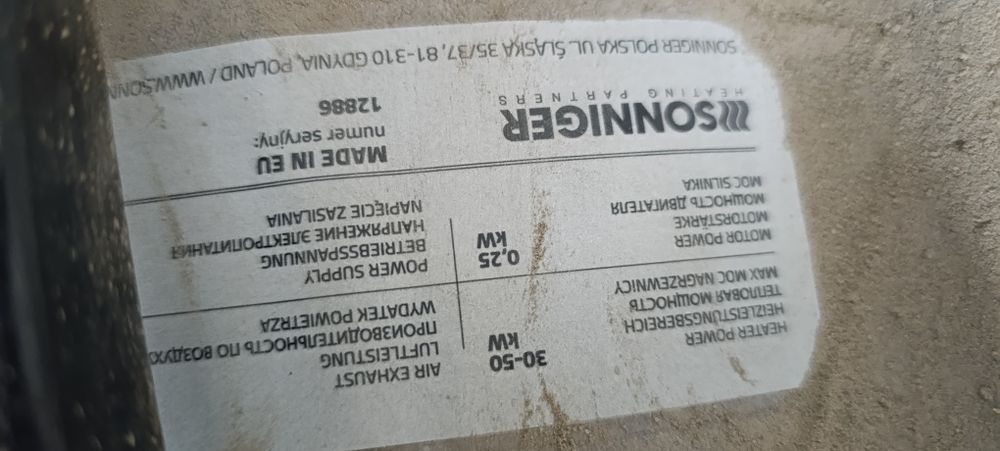 HEATER POWER
HEIZLEISTUNGSBEREICH
ТЕПЛОВАЯ МОЩНОСТЬ
MAX MOC NAGRZEWNICY
30-50
kW
AIR EXHAUST
LUFTLEISTUNG
ПРОИЗВОДИТЕЛЬНОСТЬ ПО ВОЗДУХ
WYDATEK POWIETRZA
MOTOR POWER
MOTORSTÄRKE
МОЩНОСТЬ ДВИГАТЕЛЯ
MOC SILNIKA
0,25
kW
POWER SUPPLY
BETRIEBSSPANNUNG
НАПРЯЖЕНИЕ ЭЛЕКТРОПИТАНИЯ
NAPIĘCIE ZASILANIA
SONNIGER
HEATING PARTNERS
MADE IN EU
numer seryjny:
12886
SONNIGER POLSKA UL. ŚLĄSKA 35/37, 81-310 GDYNIA, POLAND / WWW.SONN